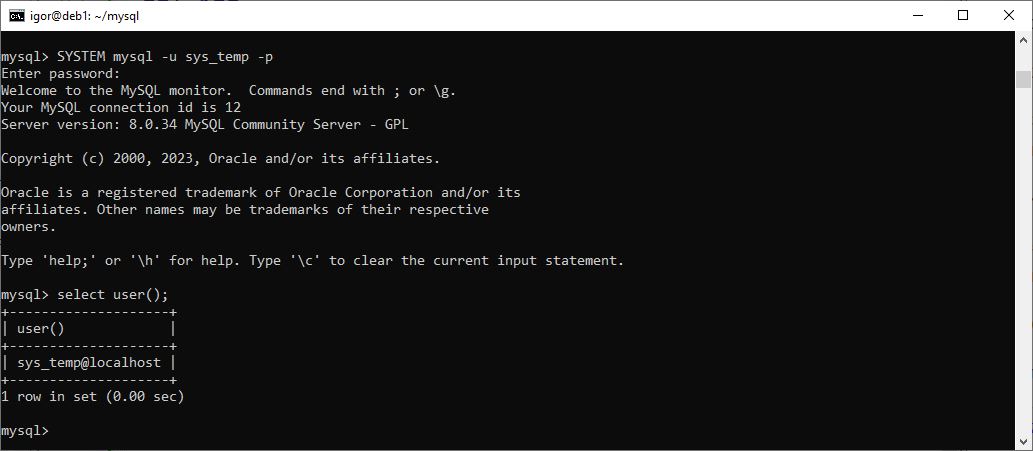 igor@deb1: ~/mysql
mysql> SYSTEM mysql -u sys_temp -p
Enter password:
Welcome to the MySQL monitor.  Commands end with ; or \g.
Your MySQL connection id is 12
Server version: 8.0.34 MySQL Community Server - GPL
Copyright (c) 2000, 2023, Oracle and/or its affiliates.
Oracle is a registered trademark of Oracle Corporation and/or its
affiliates. Other names may be trademarks of their respective
owners.
Type 'help;' or '\h' for help. Type '\c' to clear the current input statement.
mysql> select user();
+--------------------+
| user()             |
+--------------------+
| sys_temp@localhost |
+--------------------+
1 row in set (0.00 sec)
mysql>